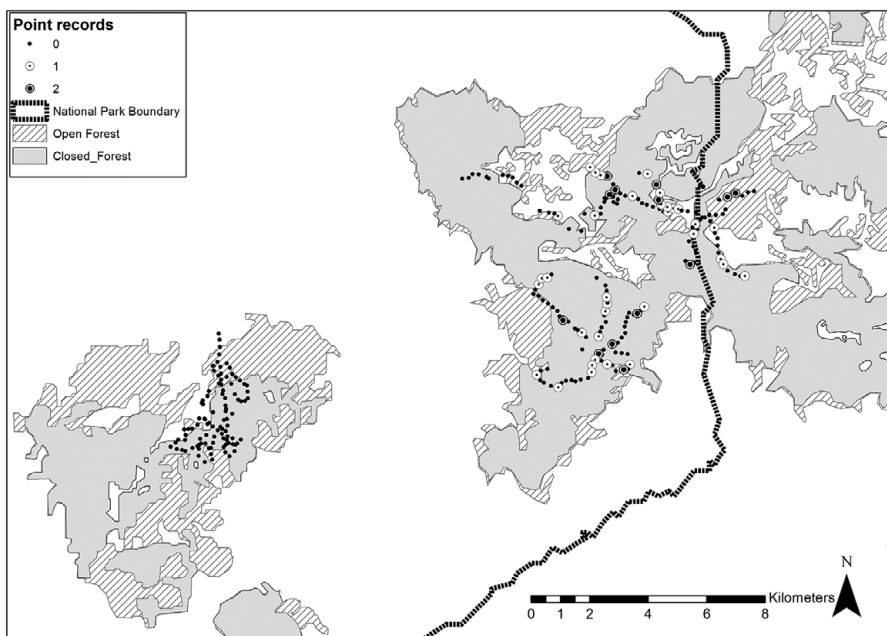 Point records
0
1
2
National Park Boundary
Open Forest
Closed_Forest
N
Kilometers
0 1 2 4 6 8